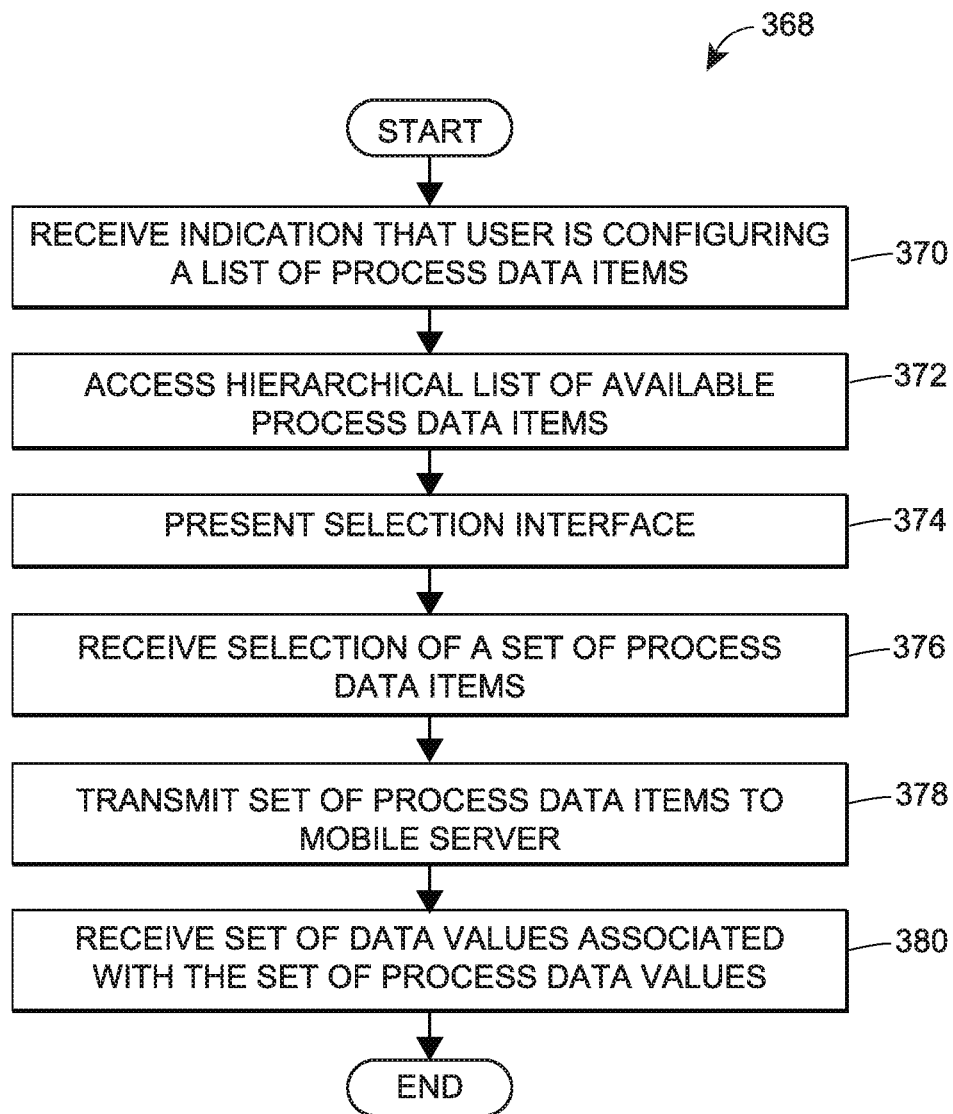 368
START
RECEIVE INDICATION THAT USER IS CONFIGURING
A LIST OF PROCESS DATA ITEMS
370
ACCESS HIERARCHICAL LIST OF AVAILABLE
PROCESS DATA ITEMS
372
PRESENT SELECTION INTERFACE
374
RECEIVE SELECTION OF A SET OF PROCESS
DATA ITEMS
376
TRANSMIT SET OF PROCESS DATA ITEMS TO
MOBILE SERVER
378
RECEIVE SET OF DATA VALUES ASSOCIATED
WITH THE SET OF PROCESS DATA VALUES
380
END